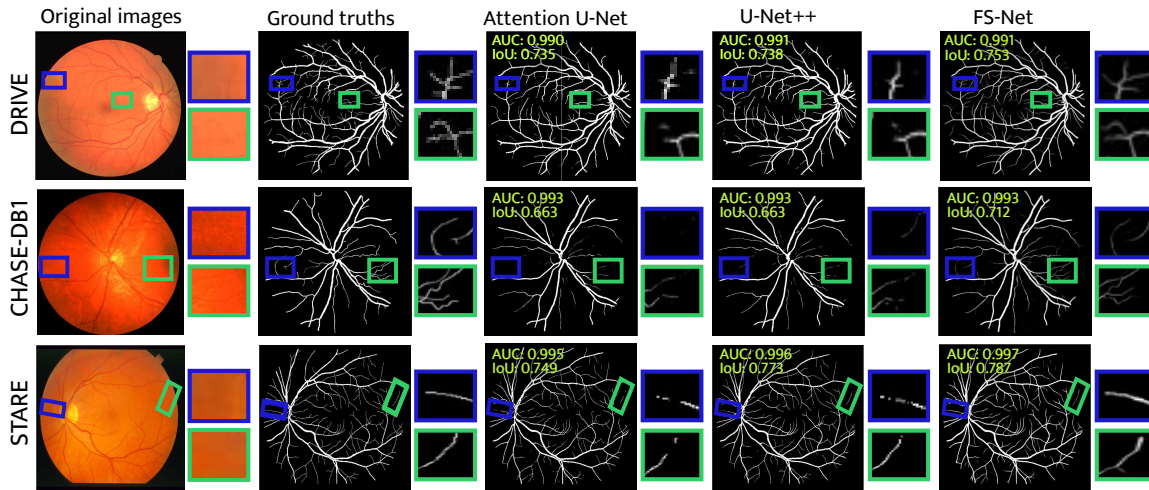 Original images
Ground truths
Attention U-Net
U-Net++
FS-Net
DRIVE
AUC: 0.990
IoU: 0.735
AUC: 0.991
IoU: 0.738
AUC: 0.991
IoU: 0.753
CHASE-DB1
AUC: 0.993
IoU: 0.663
AUC: 0.993
IoU: 0.663
AUC: 0.993
IoU: 0.712
STARE
AUC: 0.995
IoU: 0.749
AUC: 0.996
IoU: 0.773
AUC: 0.997
IoU: 0.787